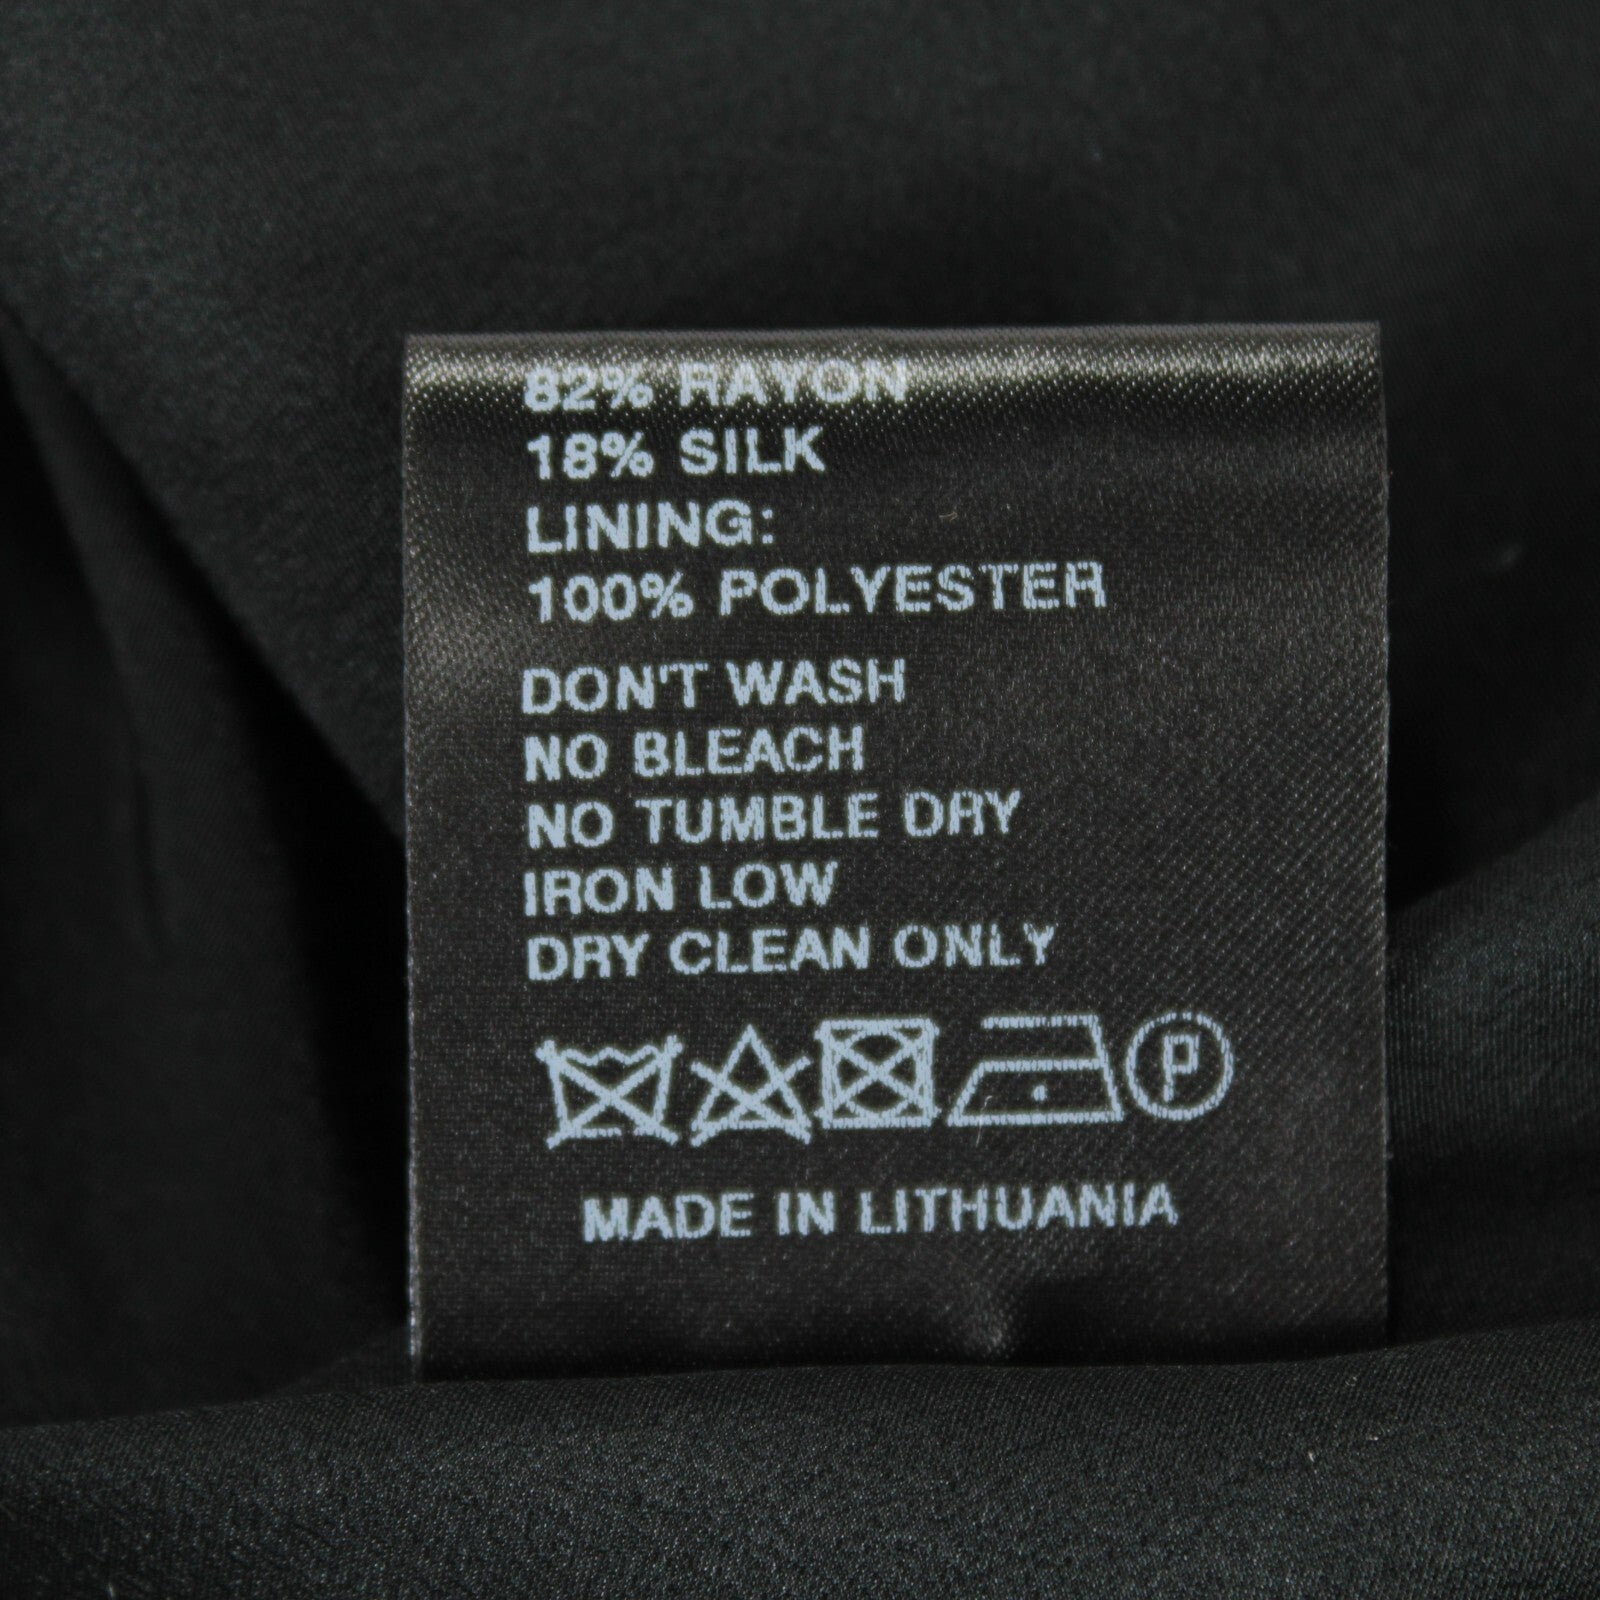 82% RAYON
18% SILK
LINING:
100% POLYESTER
DON'T WASH
NO BLEACH
NO TUMBLE DRY
IRON LOW
DRY CLEAN ONLY
P
MADE IN LITHUANIA